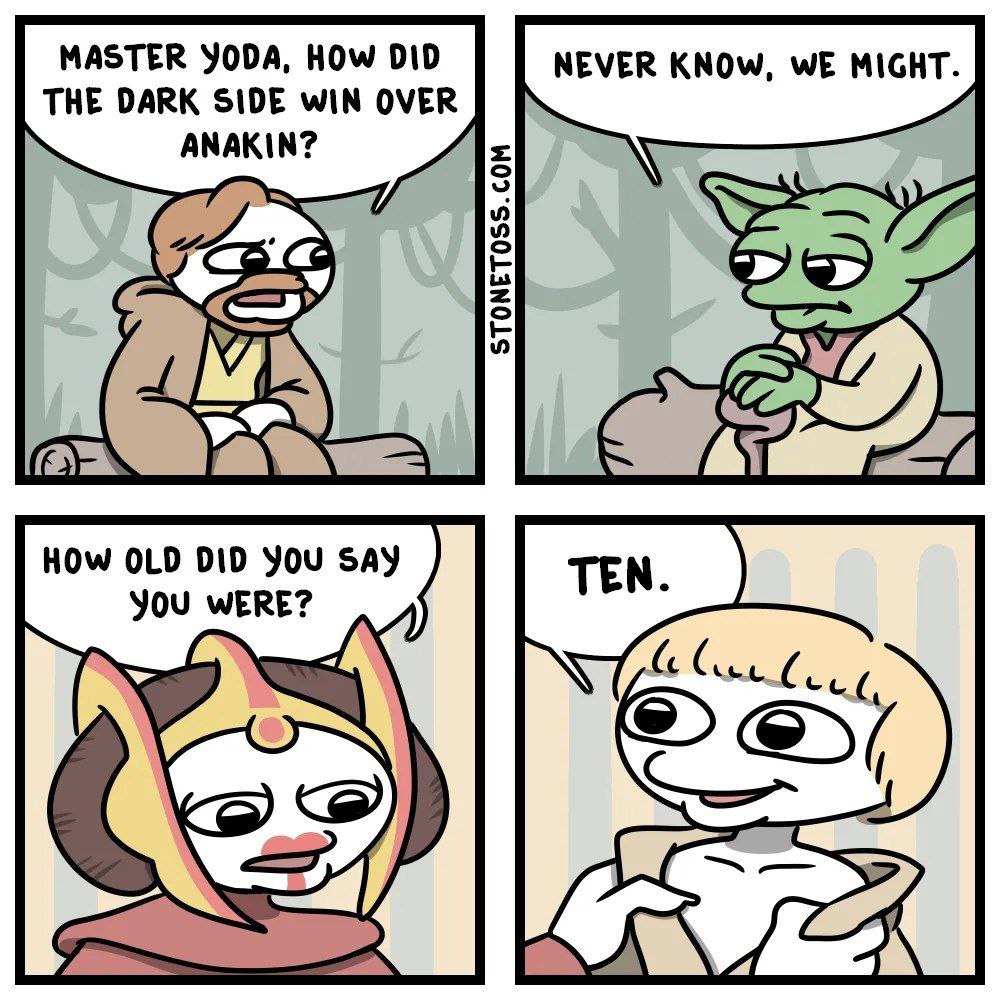 MASTER YODA, HOW DID
THE DARK SIDE WIN OVER
ANAKIN?
NEVER KNOW, WE MIGHT.
STONETOSS.COM
HOW OLD DID YOU SAY
YOU WERE?
TEN.